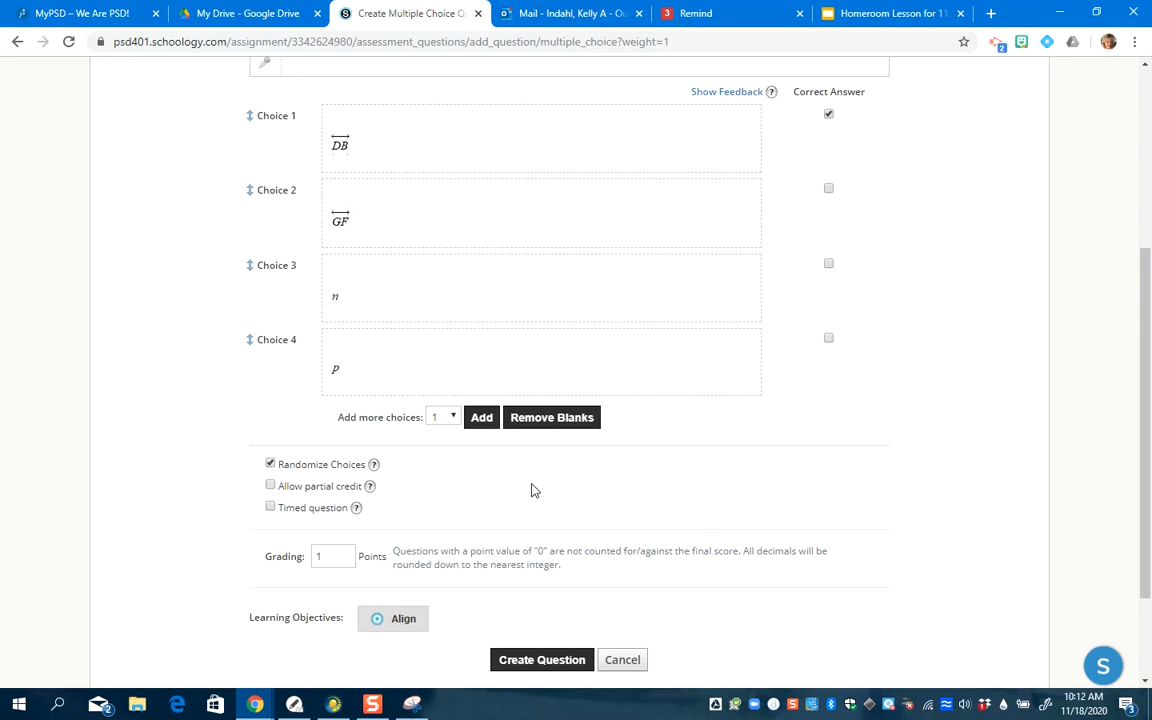 MyPSD – We Are PSD!
My Drive - Google Drive
Create Multiple Choice Q
Mail - Indahl, Kelly A - Ou
3 Remind
Homeroom Lesson for 11
psd401.schoology.com/assignment/3342624980/assessment_questions/add_question/multiple_choice?weight=1
2
Show Feedback ?
Correct Answer
Choice 1
DB
Choice 2
GF
Choice 3
n
Choice 4
p
Add more choices: 1 Add Remove Blanks
Randomize Choices ?
Allow partial credit ?
Timed question ?
Grading: 1 Points Questions with a point value of "0" are not counted for/against the final score. All decimals will be
rounded down to the nearest integer.
Learning Objectives: Align
Create Question Cancel
S
10:12 AM
11/18/2020